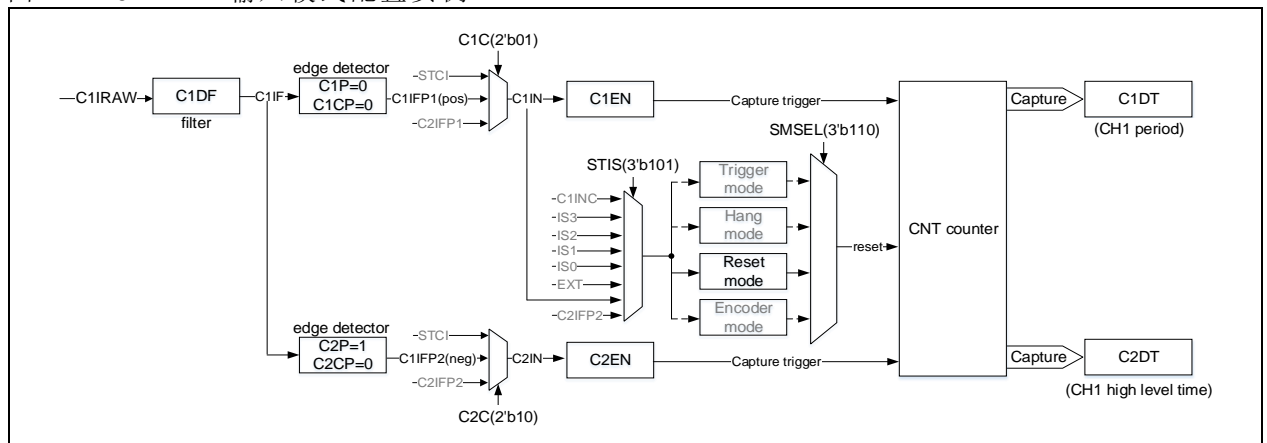 C1C(2'b01)
edge detector
STCI
C1IRAW
C1DF
C1IF
C1P=0
C1CP=0
C1IFP1(pos)
C1IN
C1EN
Capture trigger
Capture
C1DT
filter
C2IFP1
(CH1 period)
SMSEL(3'b110)
STIS(3'b101)
Trigger
mode
C1INC
IS3
Hang
mode
IS2
IS1
CNT counter
IS0
reset
Reset
mode
EXT
C2IFP2
Encoder
mode
edge detector
STCI
C2P=1
C2CP=0
C1IFP2(neg)
C2IN
C2EN
Capture trigger
Capture
C2DT
C2IFP2
(CH1 high level time)
C2C(2'b10)